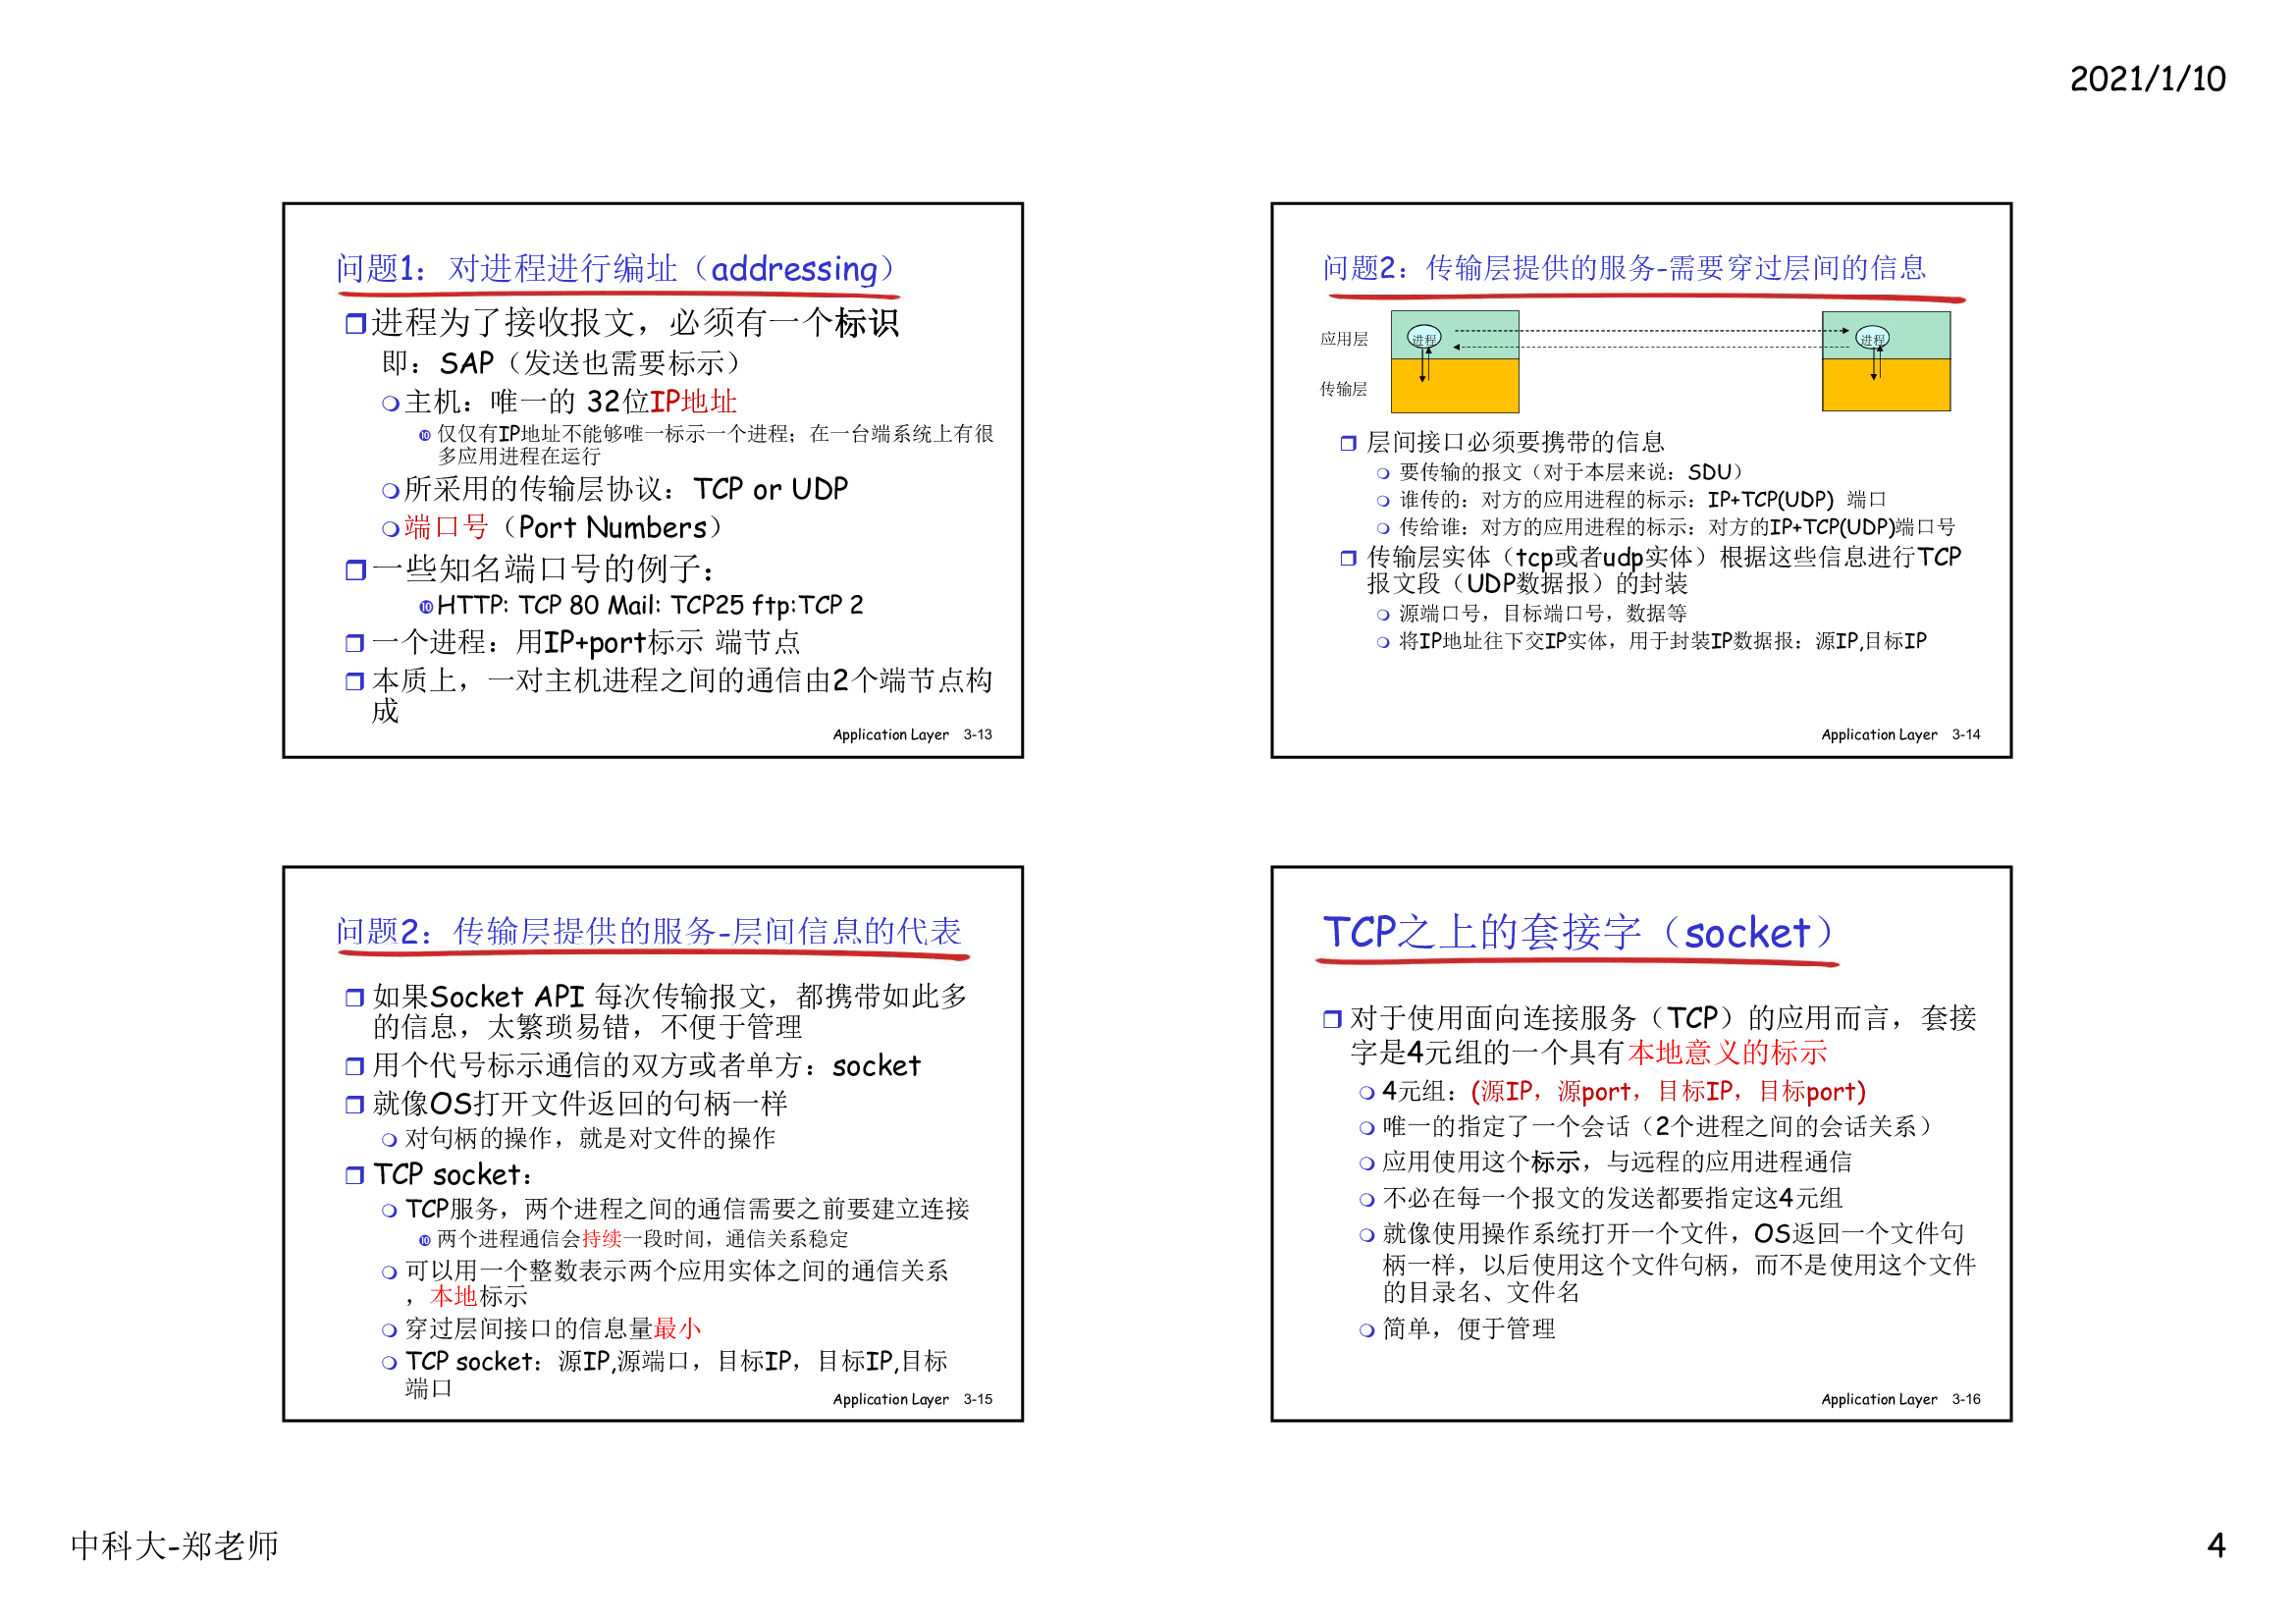 2021/1/10
问题1：对进程进行编址（addressing）
进程为了接收报文，必须有一个标识
即：SAP（发送也需要标示）
主机：唯一的 32位IP地址
仅仅有IP地址不能够唯一标示一个进程；在一台端系统上有很
多应用进程在运行
所采用的传输层协议：TCP or UDP
端口号（Port Numbers）
一些知名端口号的例子：
HTTP: TCP 80 Mail: TCP25 ftp:TCP 2
一个进程：用IP+port标示 端节点
本质上，一对主机进程之间的通信由2个端节点构
成
Application Layer 3-13
问题2：传输层提供的服务-需要穿过层间的信息
应用层
进程
进程
传输层
层间接口必须要携带的信息
要传输的报文（对于本层来说：SDU）
谁传的：对方的应用进程的标示：IP+TCP(UDP) 端口
传给谁：对方的应用进程的标示：对方的IP+TCP(UDP)端口号
传输层实体（tcp或者udp实体）根据这些信息进行TCP
报文段（UDP数据报）的封装
源端口号，目标端口号，数据等
将IP地址往下交IP实体，用于封装IP数据报：源IP,目标IP
Application Layer 3-14
问题2：传输层提供的服务-层间信息的代表
如果Socket API 每次传输报文，都携带如此多
的信息，太繁琐易错，不便于管理
用个代号标示通信的双方或者单方：socket
就像OS打开文件返回的句柄一样
对句柄的操作，就是对文件的操作
TCP socket：
TCP服务，两个进程之间的通信需要之前要建立连接
两个进程通信会持续一段时间，通信关系稳定
可以用一个整数表示两个应用实体之间的通信关系
，本地标示
穿过层间接口的信息量最小
TCP socket：源IP,源端口，目标IP，目标IP,目标
端口
Application Layer 3-15
TCP之上的套接字（socket）
对于使用面向连接服务（TCP）的应用而言，套接
字是4元组的一个具有本地意义的标示
4元组：(源IP，源port，目标IP，目标port)
唯一的指定了一个会话（2个进程之间的会话关系）
应用使用这个标示，与远程的应用进程通信
不必在每一个报文的发送都要指定这4元组
就像使用操作系统打开一个文件，OS返回一个文件句
柄一样，以后使用这个文件句柄，而不是使用这个文件
的目录名、文件名
简单，便于管理
Application Layer 3-16
中科大-郑老师
4